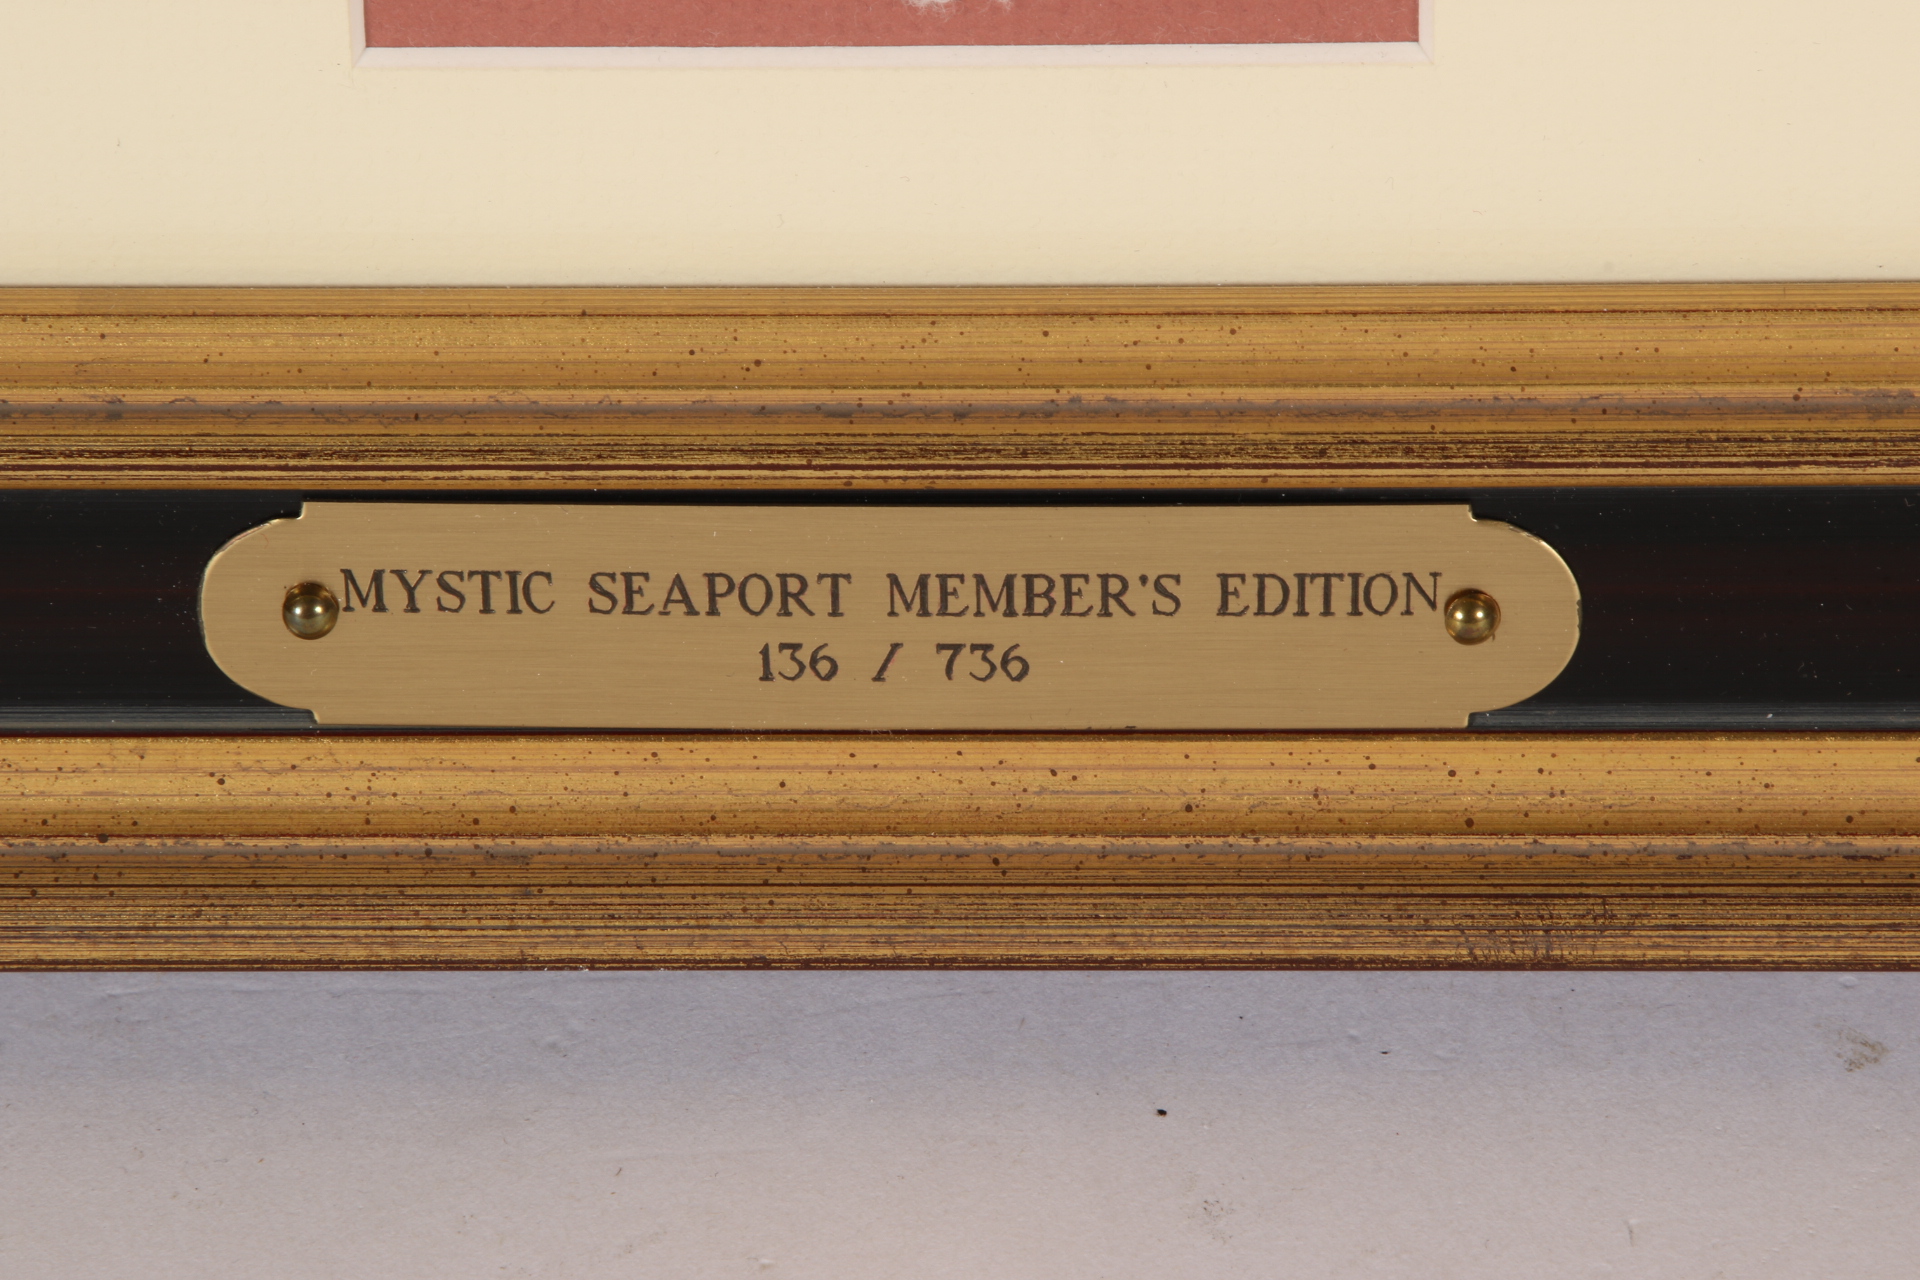 MYSTIC SEAPORT MEMBER'S EDITION
136 / 736